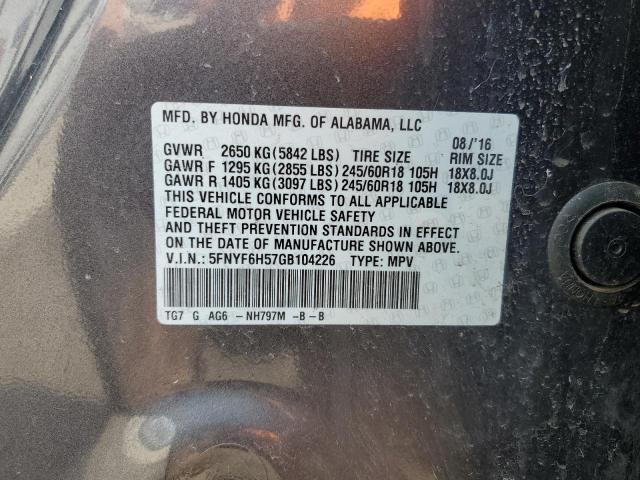 MFD. BY HONDA MFG. OF ALABAMA, LLC
08/'16
GVWR 2650 KG (5842 LBS) TIRE SIZE RIM SIZE
GAWR F 1295 KG (2855 LBS) 245/60R18 105H 18X8.0J
GAWR R 1405 KG (3097 LBS) 245/60R18 105H 18X8.0J
THIS VEHICLE CONFORMS TO ALL APPLICABLE
FEDERAL MOTOR VEHICLE SAFETY
AND THEFT PREVENTION STANDARDS IN EFFECT
ON THE DATE OF MANUFACTURE SHOWN ABOVE.
V.I.N.: 5FNYF6H57GB104226 TYPE: MPV
TG7 G AG6 - NH797M -B - B